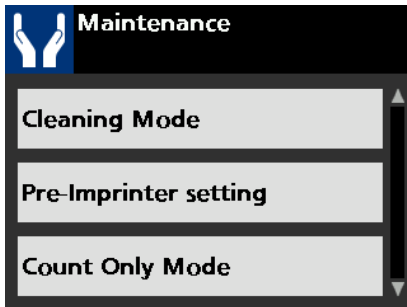 Maintenance
Cleaning Mode
Pre-Imprinter setting
Count Only Mode